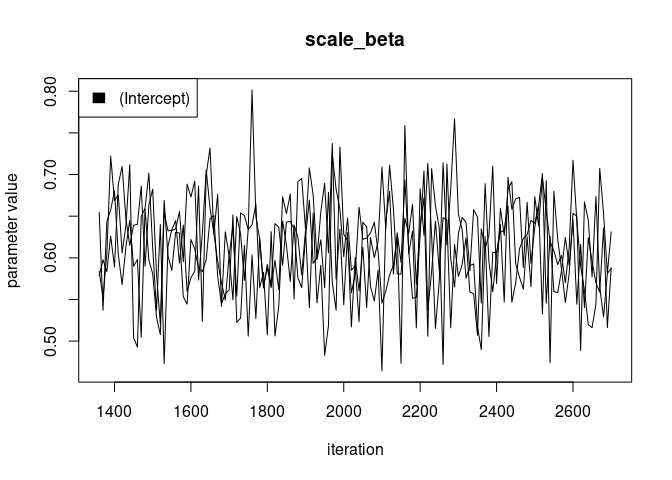 scale_beta
(Intercept)
parameter value
0.80
0.70
0.60
0.50
1400 1600 1800 2000 2200 2400 2600
iteration